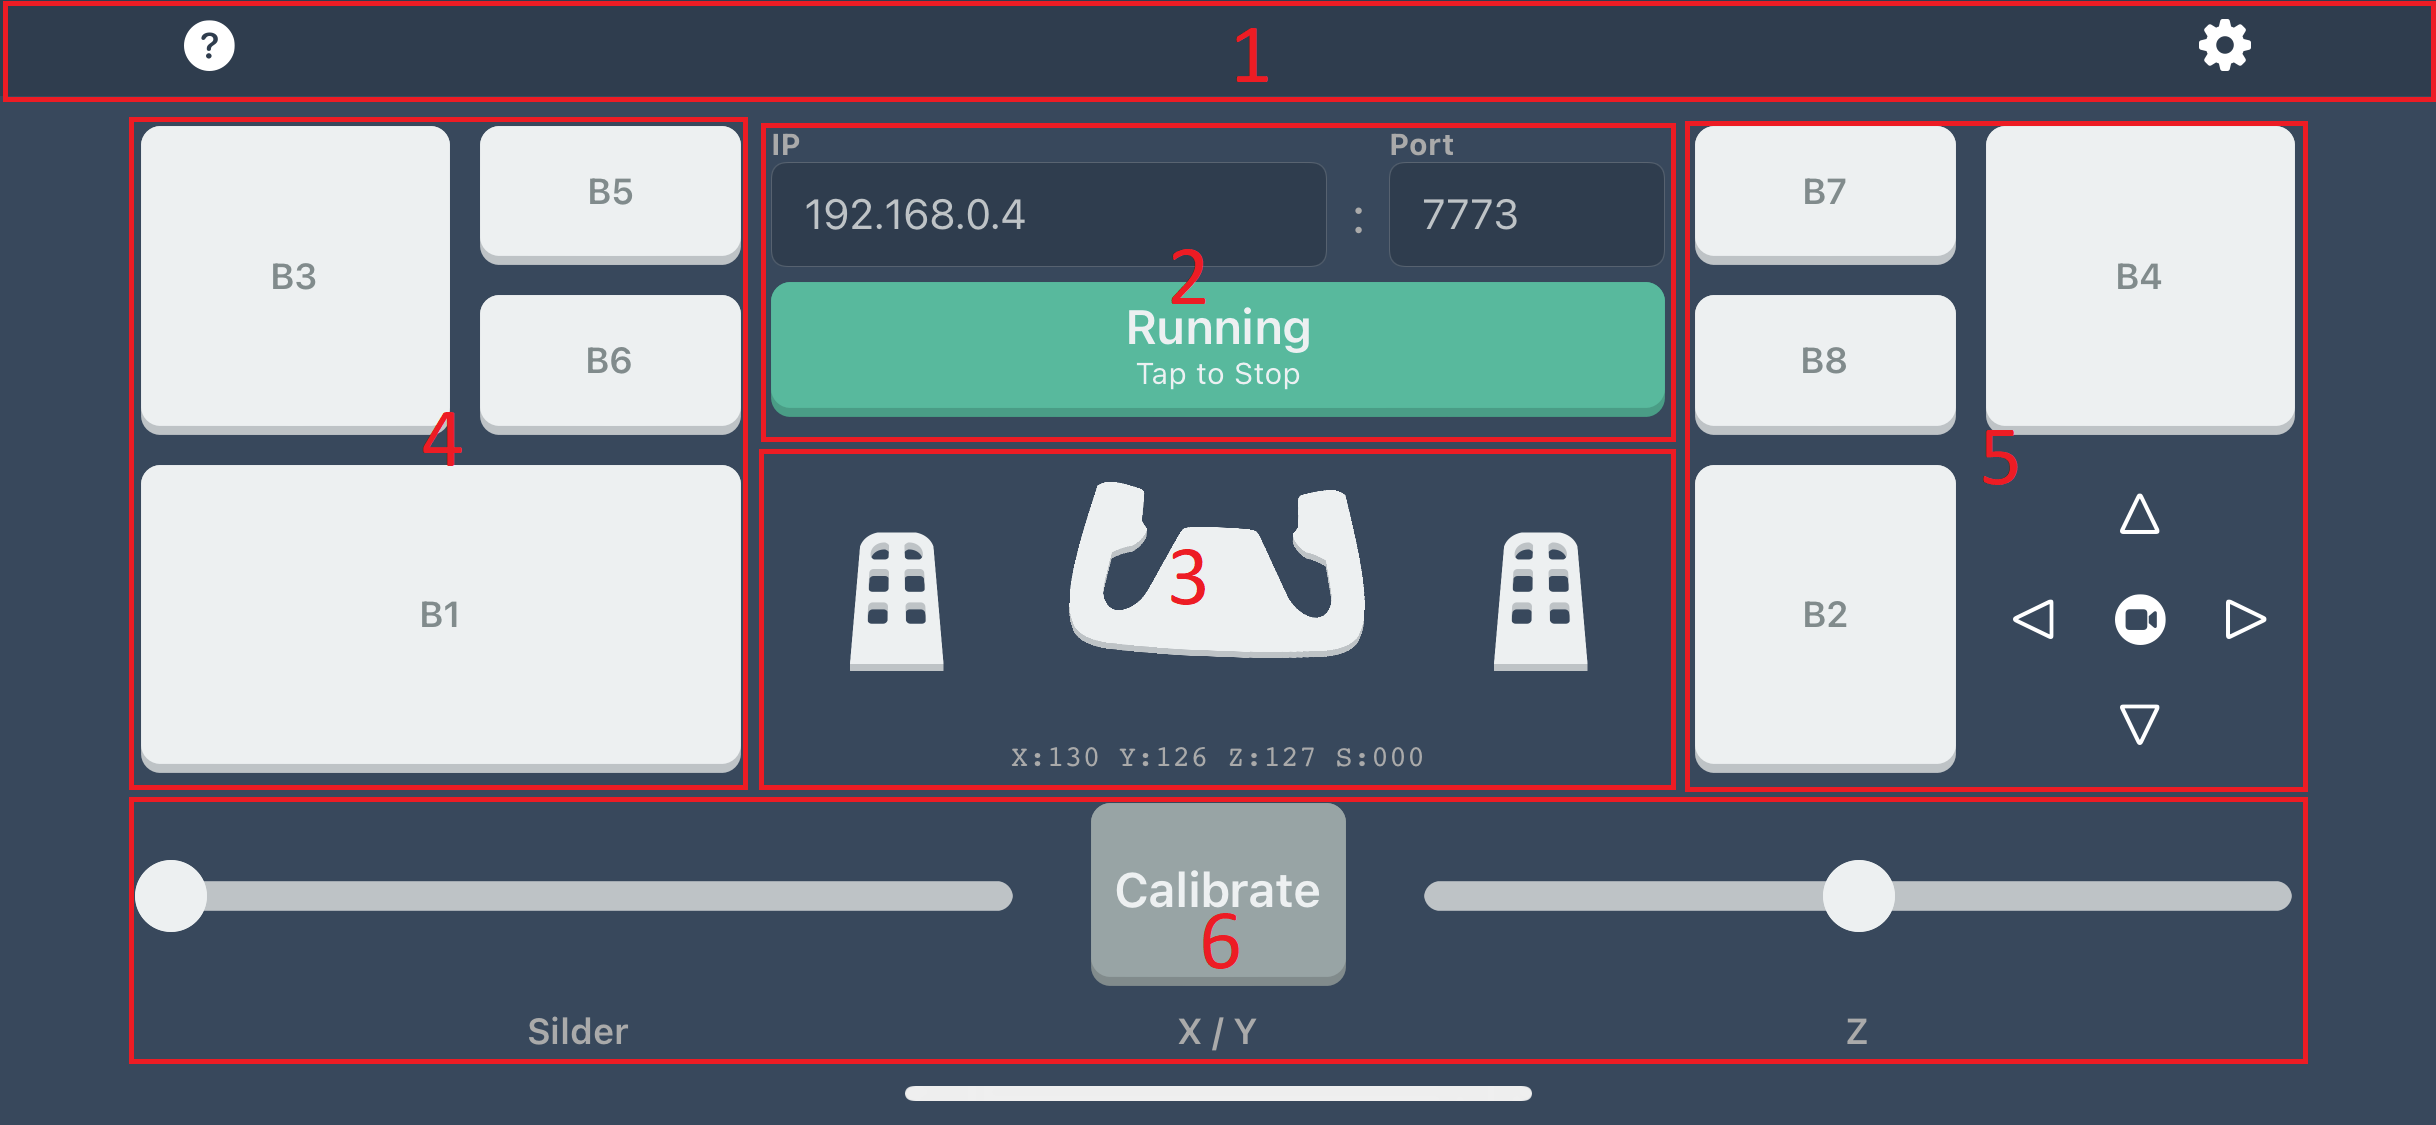 ?
1
B3
B5
B6
4
B1
IP
Port
192.168.0.4
:
7773
2
Running
Tap to Stop
3
X:130 Y:126 Z:127 S:000
B7
B4
B8
5
B2
Calibrate
6
Silder
X / Y
Z